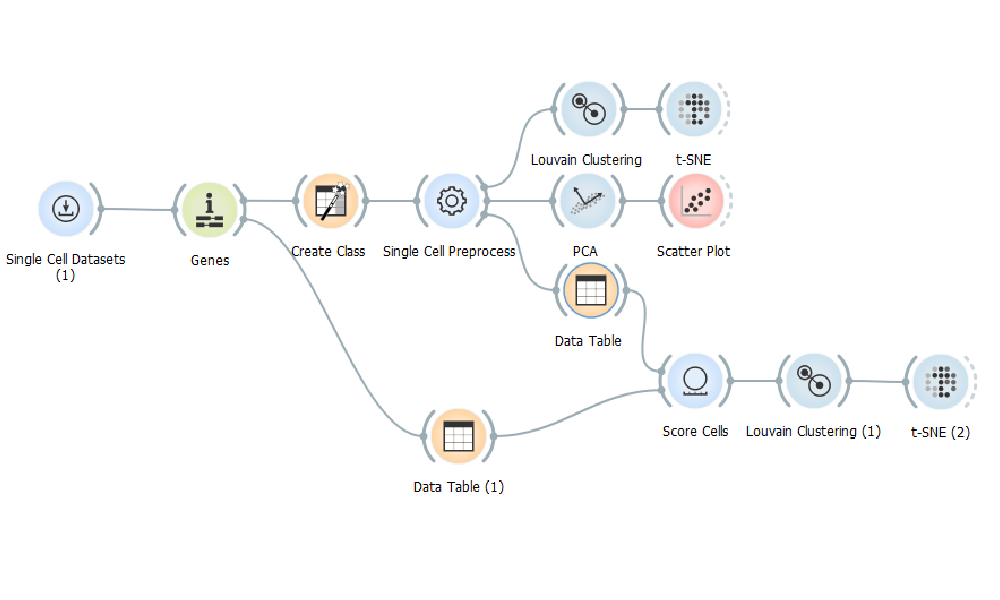 Louvain Clustering
t-SNE
Single Cell Datasets
(1)
Genes
Create Class
Single Cell Preprocess
PCA
Scatter Plot
Data Table
Score Cells
Louvain Clustering (1)
t-SNE (2)
Data Table (1)